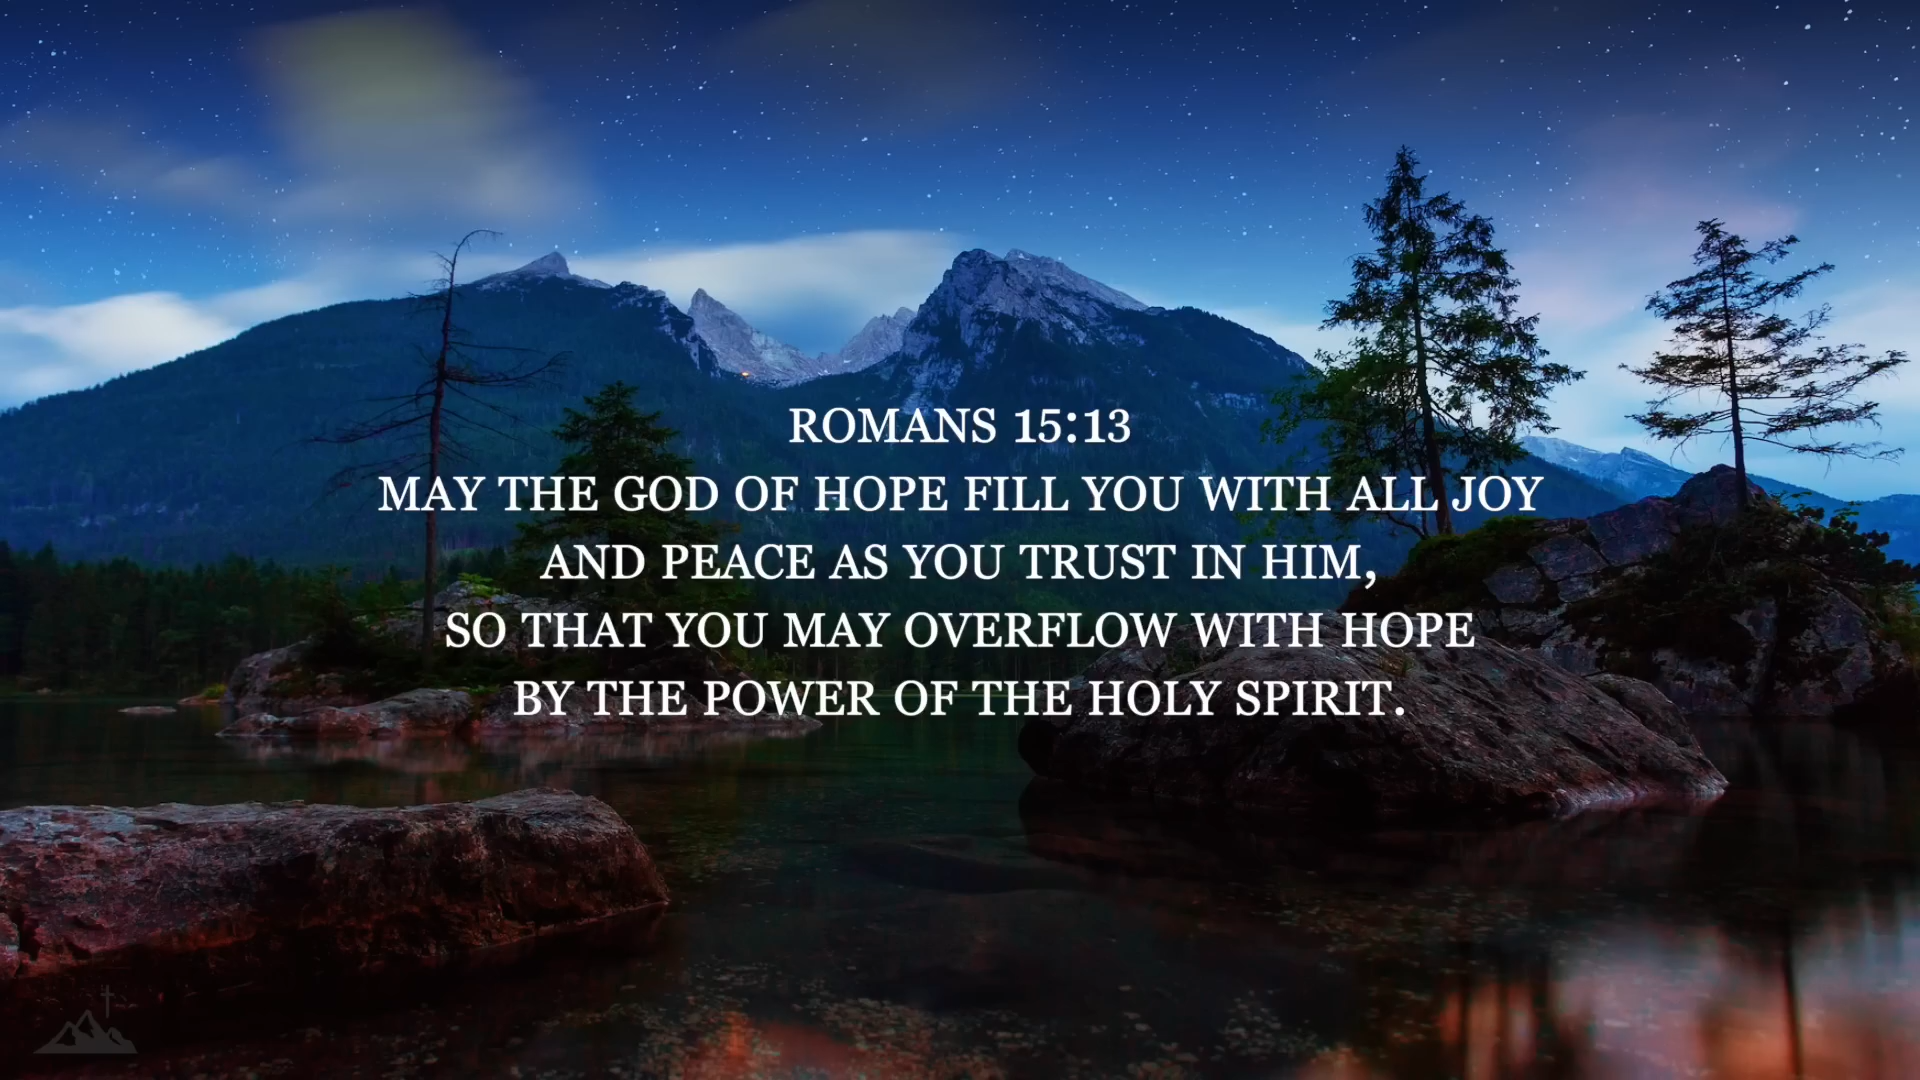 ROMANS 15:13
MAY THE GOD OF HOPE FILL YOU WITH ALL JOY
AND PEACE AS YOU TRUST IN HIM,
SO THAT YOU MAY OVERFLOW WITH HOPE
BY THE POWER OF THE HOLY SPIRIT.